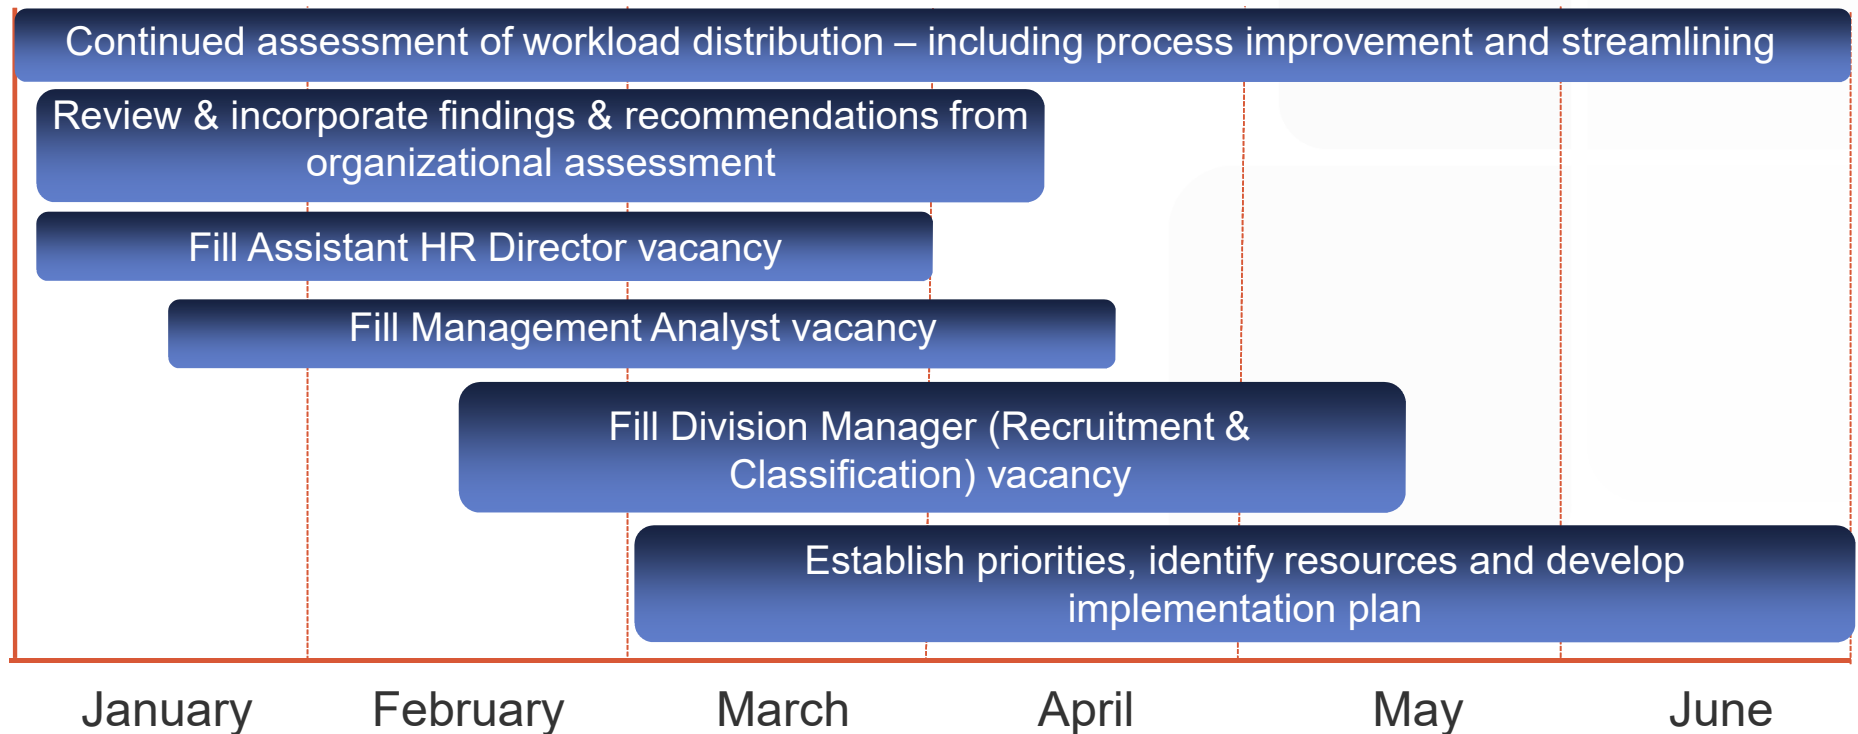 Continued assessment of workload distribution – including process improvement and streamlining
Review & incorporate findings & recommendations from
organizational assessment
Fill Assistant HR Director vacancy
Fill Management Analyst vacancy
Fill Division Manager (Recruitment &
Classification) vacancy
Establish priorities, identify resources and develop
implementation plan
January February March April May June